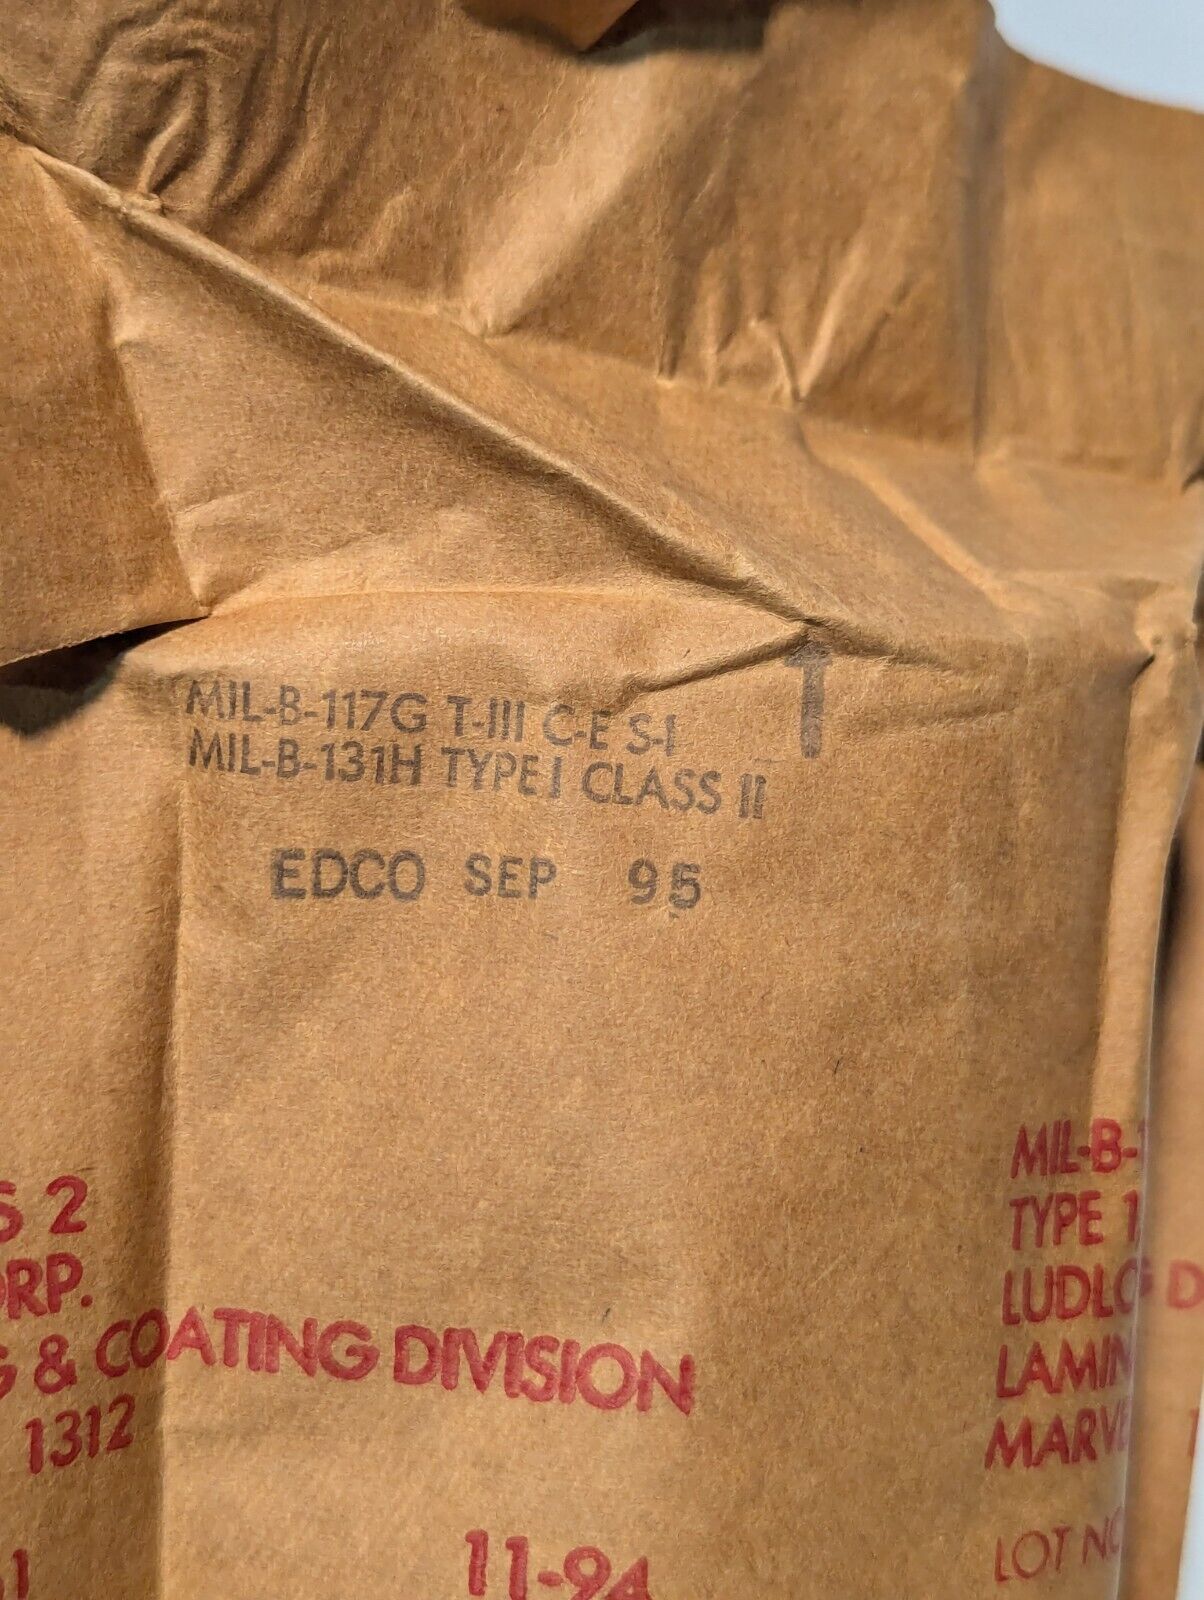 MIL-B-117G T-III C-E S-I
MIL-B-131H TYPE I CLASS II
EDCO SEP 95
S 2
ORP.
G & COATING DIVISION
1312
11-94
MIL-B-
TYPE 1
LUDLO
LAMIN
MARVE
LOT NO